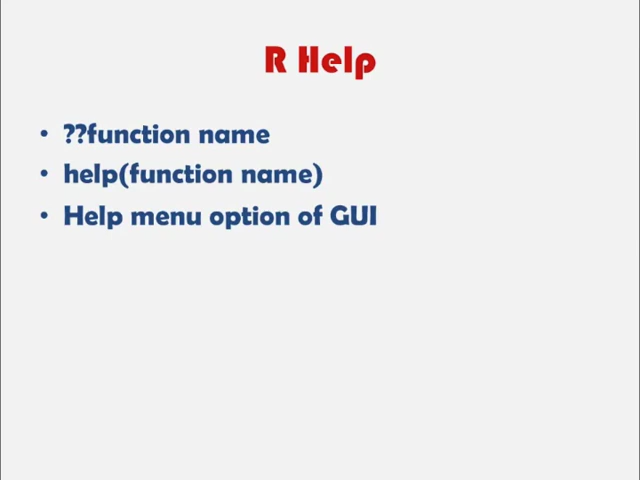 R Help
• ??function name
• help(function name)
• Help menu option of GUI